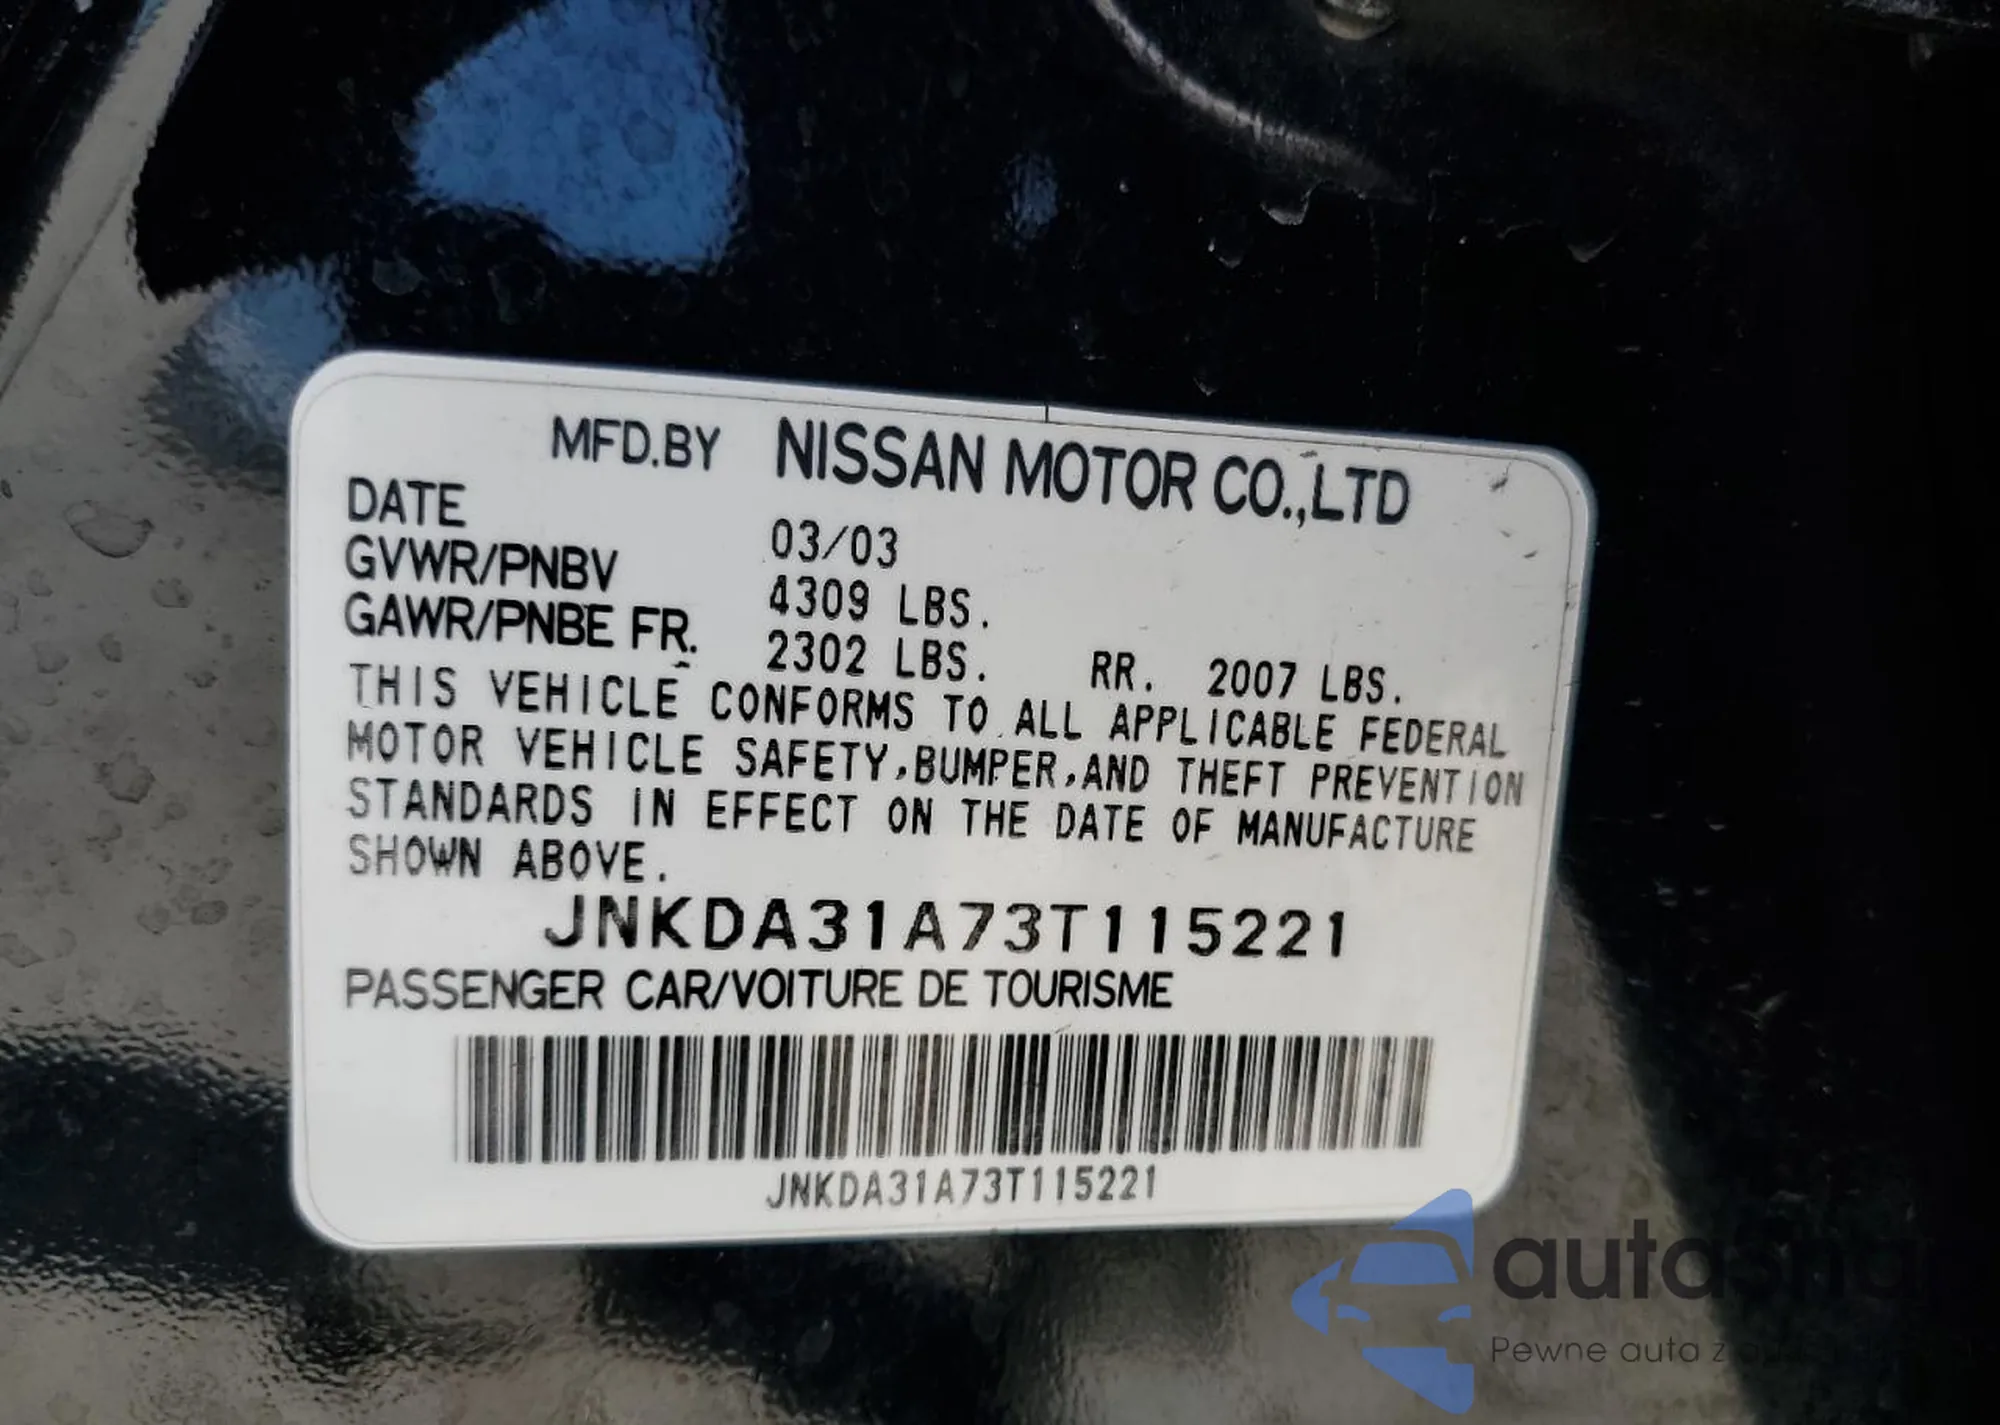 MFD.BY NISSAN MOTOR CO.,LTD
DATE 03/03
GVWR/PNBV 4309 LBS.
GAWR/PNBE FR. 2302 LBS. RR. 2007 LBS.
THIS VEHICLE CONFORMS TO ALL APPLICABLE FEDERAL
MOTOR VEHICLE SAFETY,BUMPER,AND THEFT PREVENTION
STANDARDS IN EFFECT ON THE DATE OF MANUFACTURE
SHOWN ABOVE.
JNKDA31A73T115221
PASSENGER CAR/VOITURE DE TOURISME
JNKDA31A73T115221
Pewne auta z